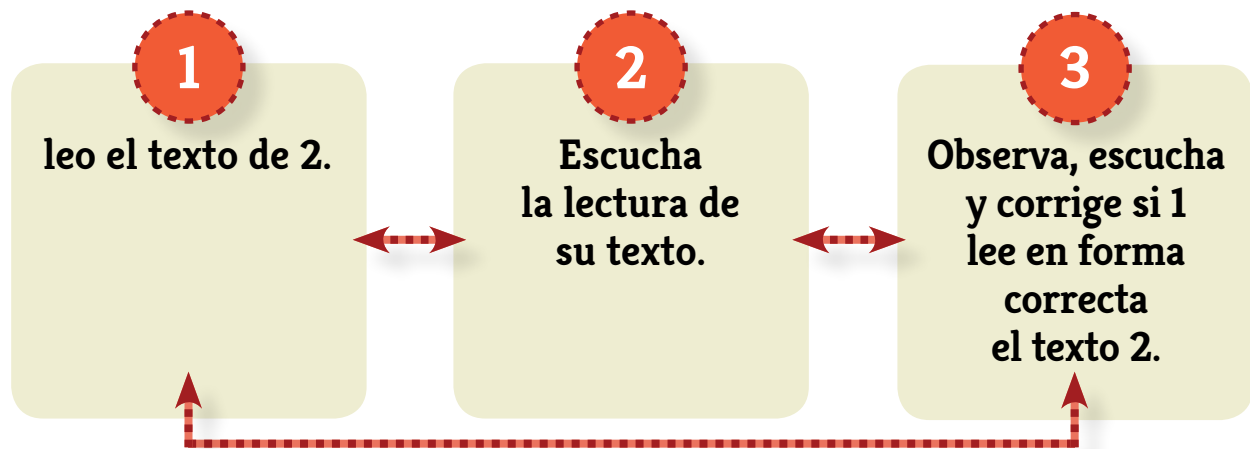 1
leo el texto de 2.
2
Escucha
la lectura de
su texto.
3
Observa, escucha
y corrige si 1
lee en forma
correcta
el texto 2.